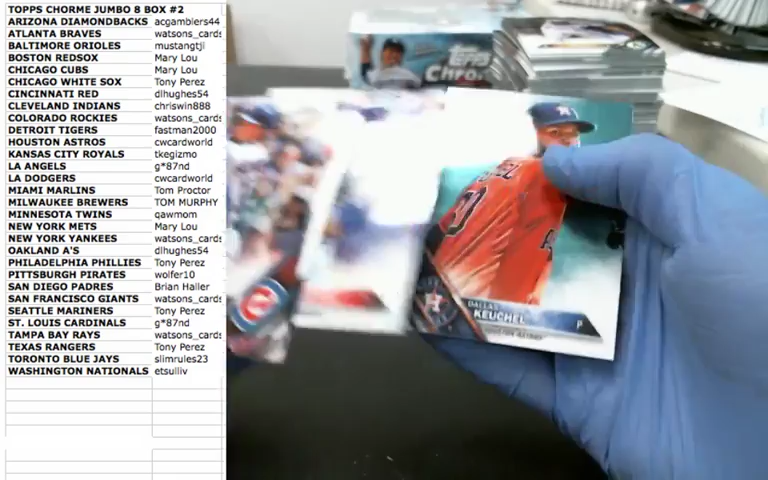 TOPPS CHORME JUMBO 8 BOX #2
ARIZONA DIAMONDBACKS acgamblers44
ATLANTA BRAVES watsons_cards
BALTIMORE ORIOLES mustangtji
BOSTON REDSOX Mary Lou
CHICAGO CUBS Mary Lou
CHICAGO WHITE SOX Tony Perez
CINCINNATI RED dlhughes54
CLEVELAND INDIANS chriswin888
COLORADO ROCKIES watsons_cards
DETROIT TIGERS fastman2000
HOUSTON ASTROS cwcardworld
KANSAS CITY ROYALS tkegizmo
LA ANGELS g*87nd
LA DODGERS cwcardworld
MIAMI MARLINS Tom Proctor
MILWAUKEE BREWERS TOM MURPHY
MINNESOTA TWINS qawmom
NEW YORK METS Mary Lou
NEW YORK YANKEES watsons_cards
OAKLAND A'S dlhughes54
PHILADELPHIA PHILLIES Tony Perez
PITTSBURGH PIRATES wolfer10
SAN DIEGO PADRES Brian Haller
SAN FRANCISCO GIANTS watsons_cards
SEATTLE MARINERS Tony Perez
ST. LOUIS CARDINALS g*87nd
TAMPA BAY RAYS watsons_cards
TEXAS RANGERS Tony Perez
TORONTO BLUE JAYS slimrules23
WASHINGTON NATIONALS etsulliv
Topps
Chro
DALLAS
KEUCHEL
P